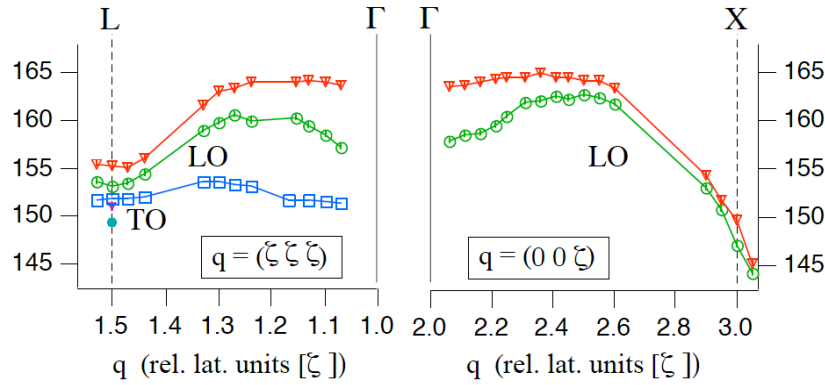 L Γ Γ X
165 165
160 160
155 155
150 150
145 145
LO
TO
LO
q = (ζ ζ ζ)
q = (0 0 ζ)
1.5 1.4 1.3 1.2 1.1 1.0
2.0 2.2 2.4 2.6 2.8 3.0
q (rel. lat. units [ζ ])
q (rel. lat. units [ζ ])